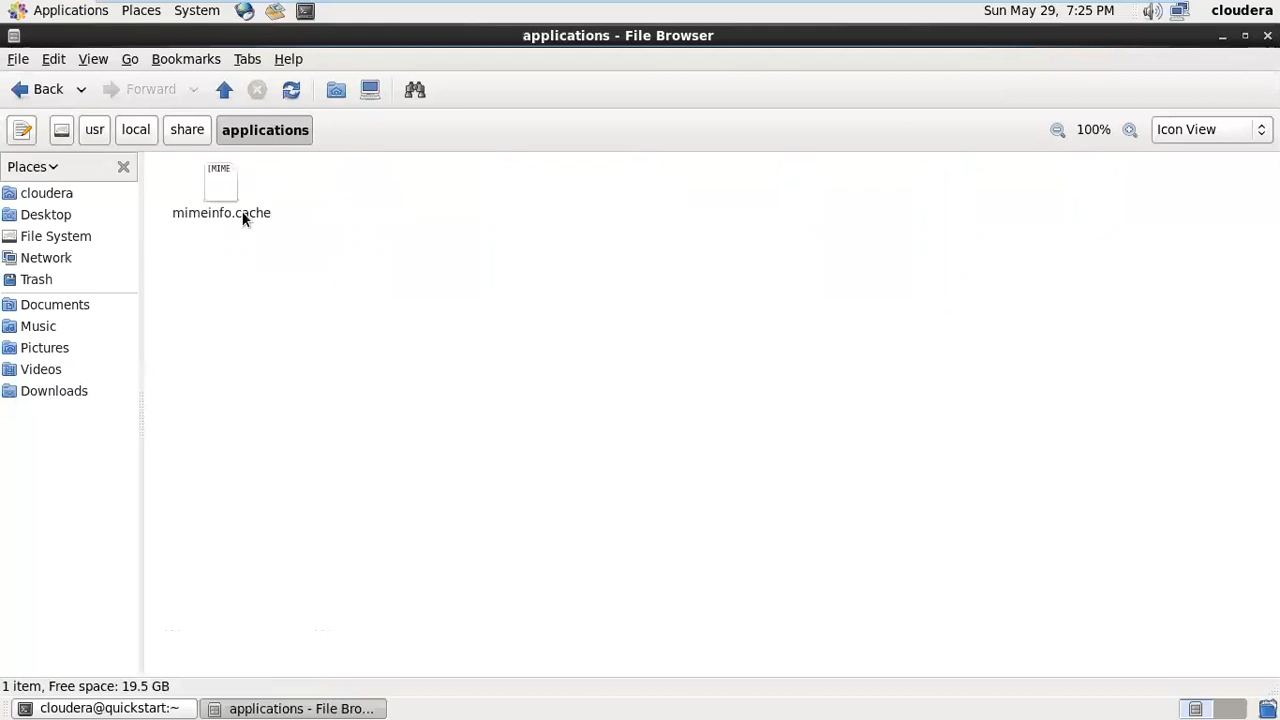 Applications Places System Sun May 29, 7:25 PM cloudera
applications - File Browser
File Edit View Go Bookmarks Tabs Help
Back Forward
usr local share applications 100% Icon View
Places
[MIME
mimeinfo.cache
cloudera
Desktop
File System
Network
Trash
Documents
Music
Pictures
Videos
Downloads
1 item, Free space: 19.5 GB
cloudera@quickstart:~ applications - File Bro...